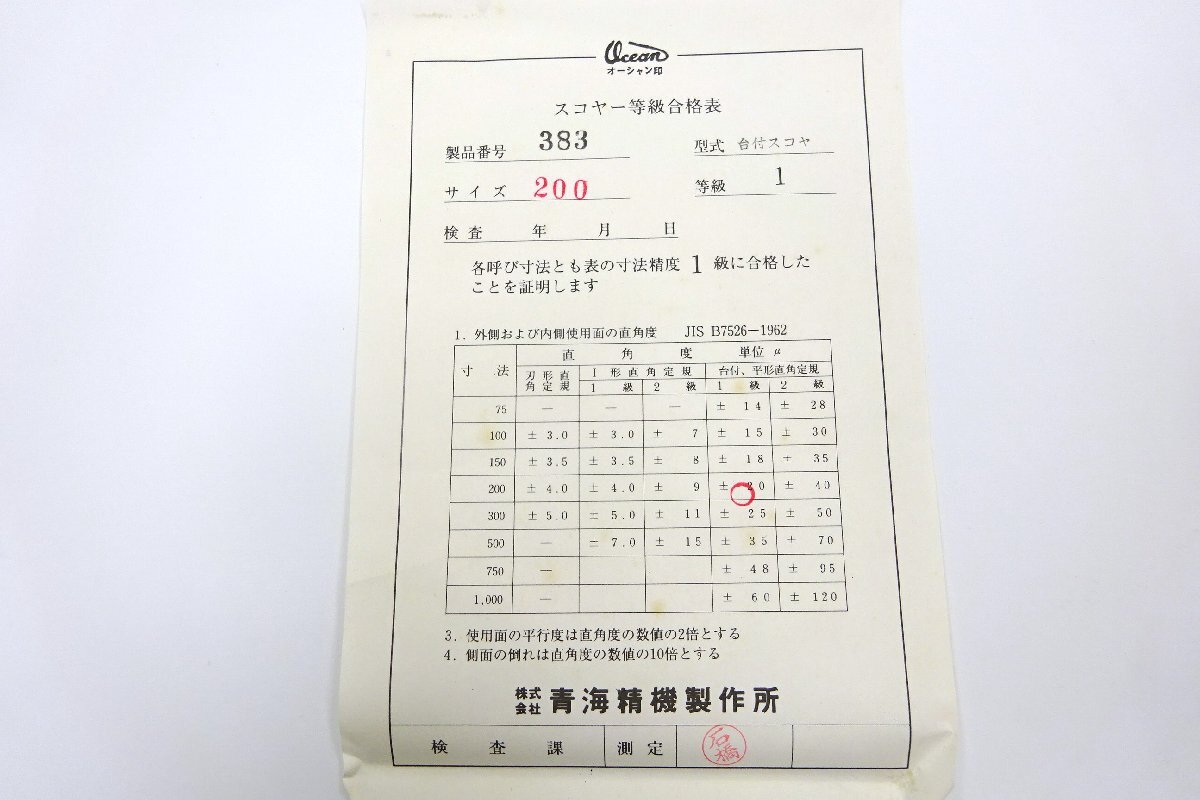 Ocean
オーシャン印
スコヤー等級合格表
製品番号 383 型式 台付スコヤ
サイズ 200 等級 1
検査 年 月 日
各呼び寸法とも表の寸法精度 1 級に合格した
ことを証明します
1. 外側および内側使用面の直角度 JIS B7526-1962
寸法 直角度 単位 μ
刃形直角定規 I形直角定規 台付、平形直角定規
1級 2級 1級 2級
75 — — — ± 14 ± 28
100 ± 3.0 ± 3.0 + 7 ± 15 ± 30
150 ± 3.5 ± 3.5 ± 8 ± 18 + 35
200 ± 4.0 ± 4.0 ± 9 ± 20 ± 40
300 ± 5.0 ± 5.0 ± 11 ± 25 ± 50
500 — ± 7.0 ± 15 ± 35 + 70
750 — ± 48 ± 95
1,000 — ± 60 ± 120
3. 使用面の平行度は直角度の数値の2倍とする
4. 側面の倒れは直角度の数値の10倍とする
株式会社 青海精機製作所
検査課 測定 石橋